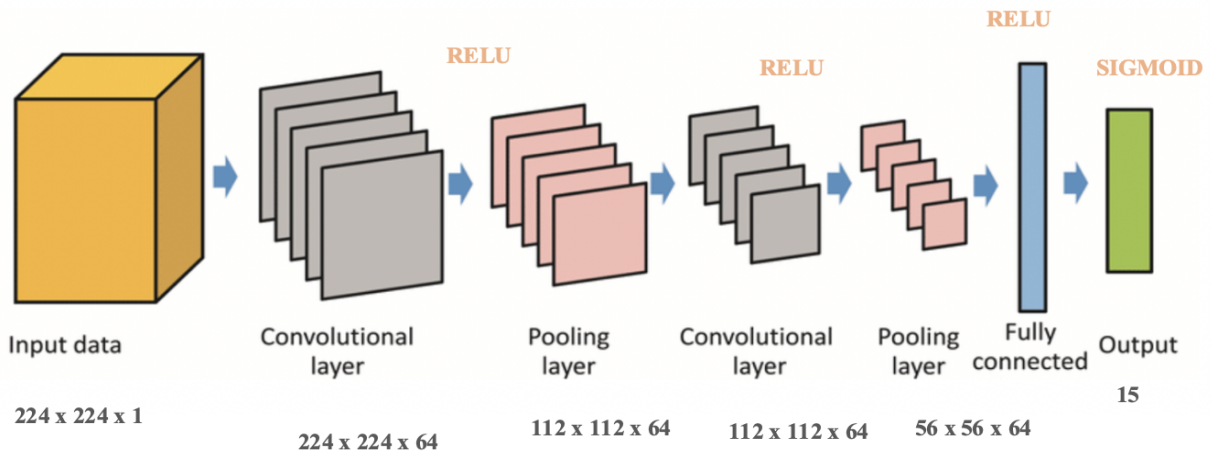 RELU
RELU
RELU
SIGMOID
Input data
Convolutional
layer
Pooling
layer
Convolutional
layer
Pooling
layer
Fully
connected
Output
224 x 224 x 1
224 x 224 x 64
112 x 112 x 64
112 x 112 x 64
56 x 56 x 64
15